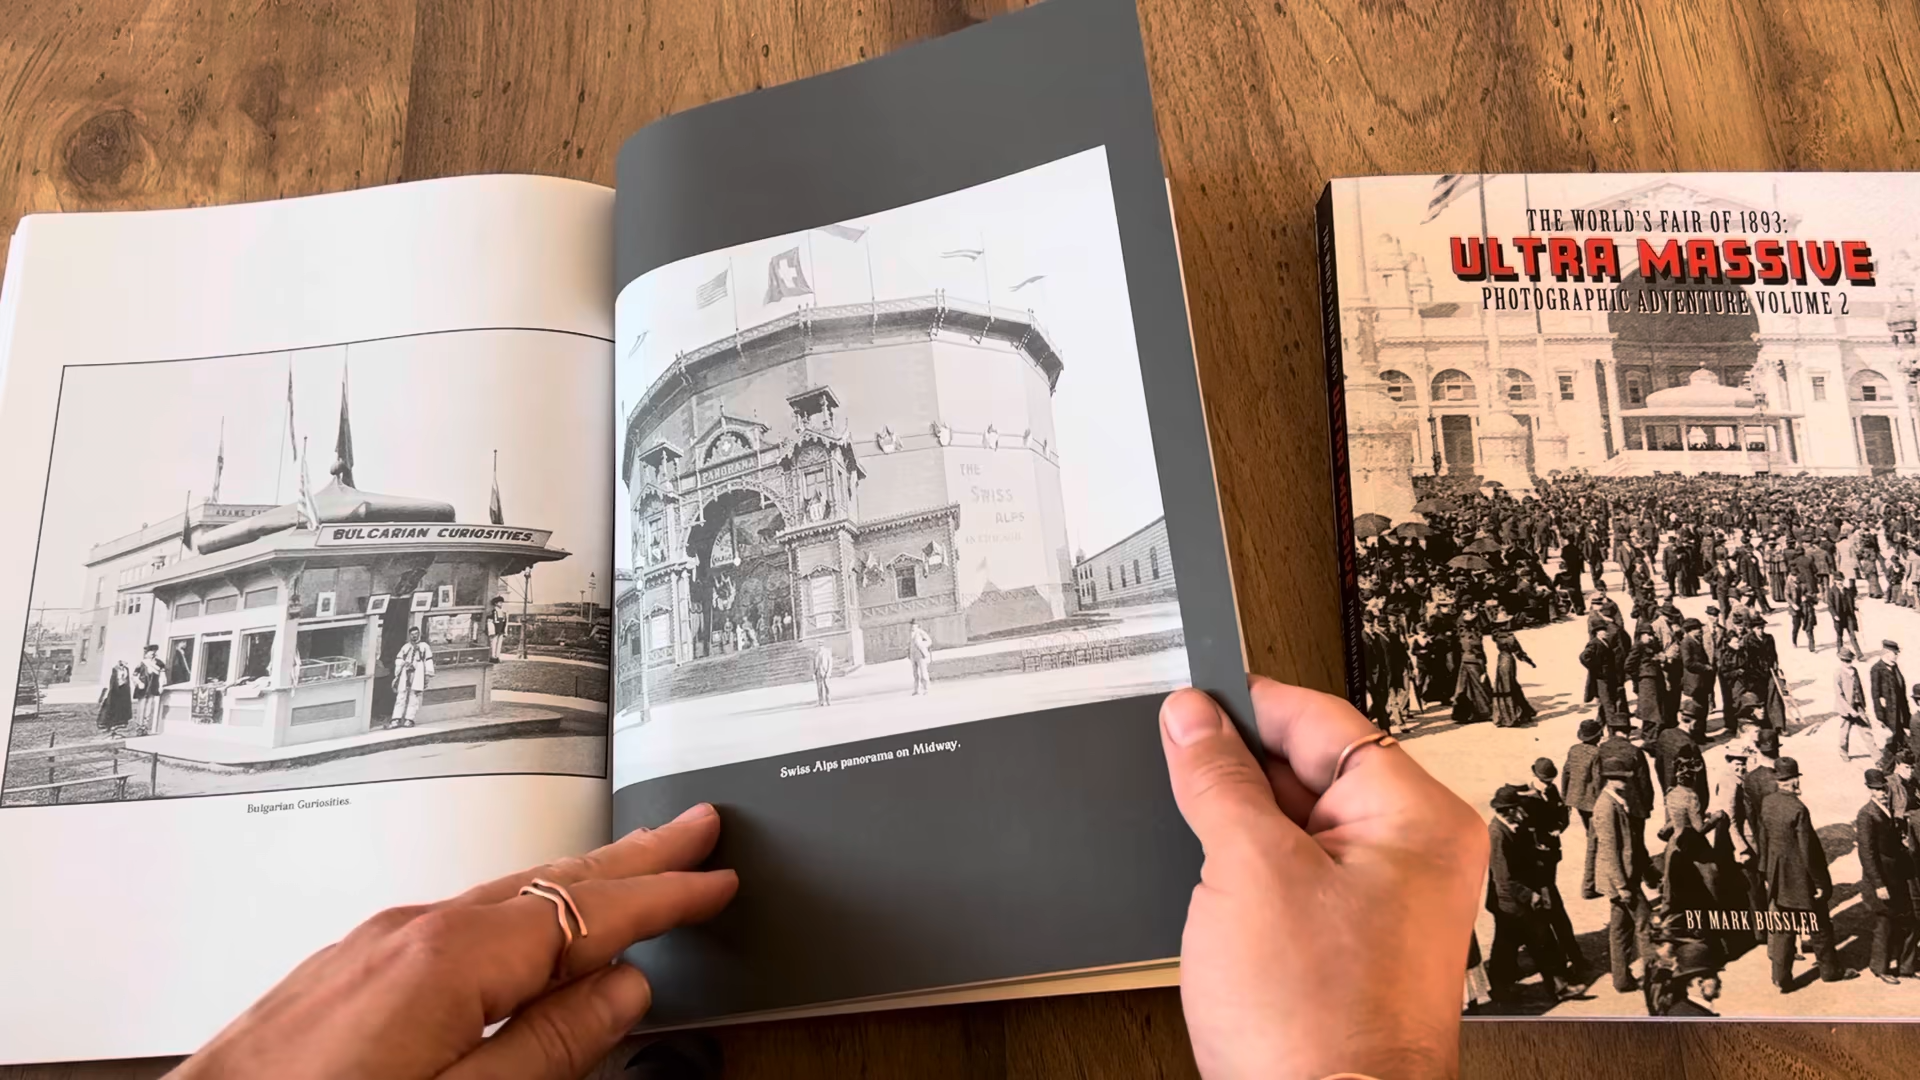 ADAMS
BULGARIAN CURIOSITIES.
Bulgarian Curiosities.
PANORAMA
THE
SWISS
ALPS
Swiss Alps panorama on Midway.
THE WORLD'S FAIR OF 1893:
ULTRA MASSIVE
PHOTOGRAPHIC ADVENTURE VOLUME 2
BY MARK BUSSLER